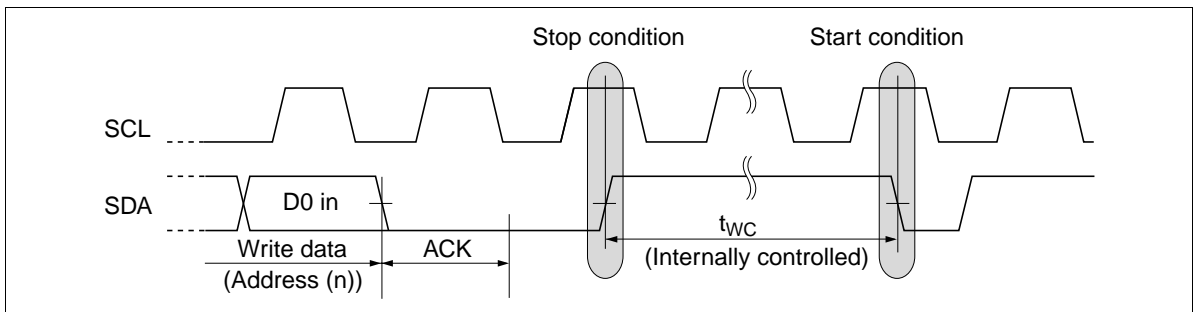 Stop condition
Start condition
SCL
SDA
D0 in
Write data
(Address (n))
ACK
tWC
(Internally controlled)